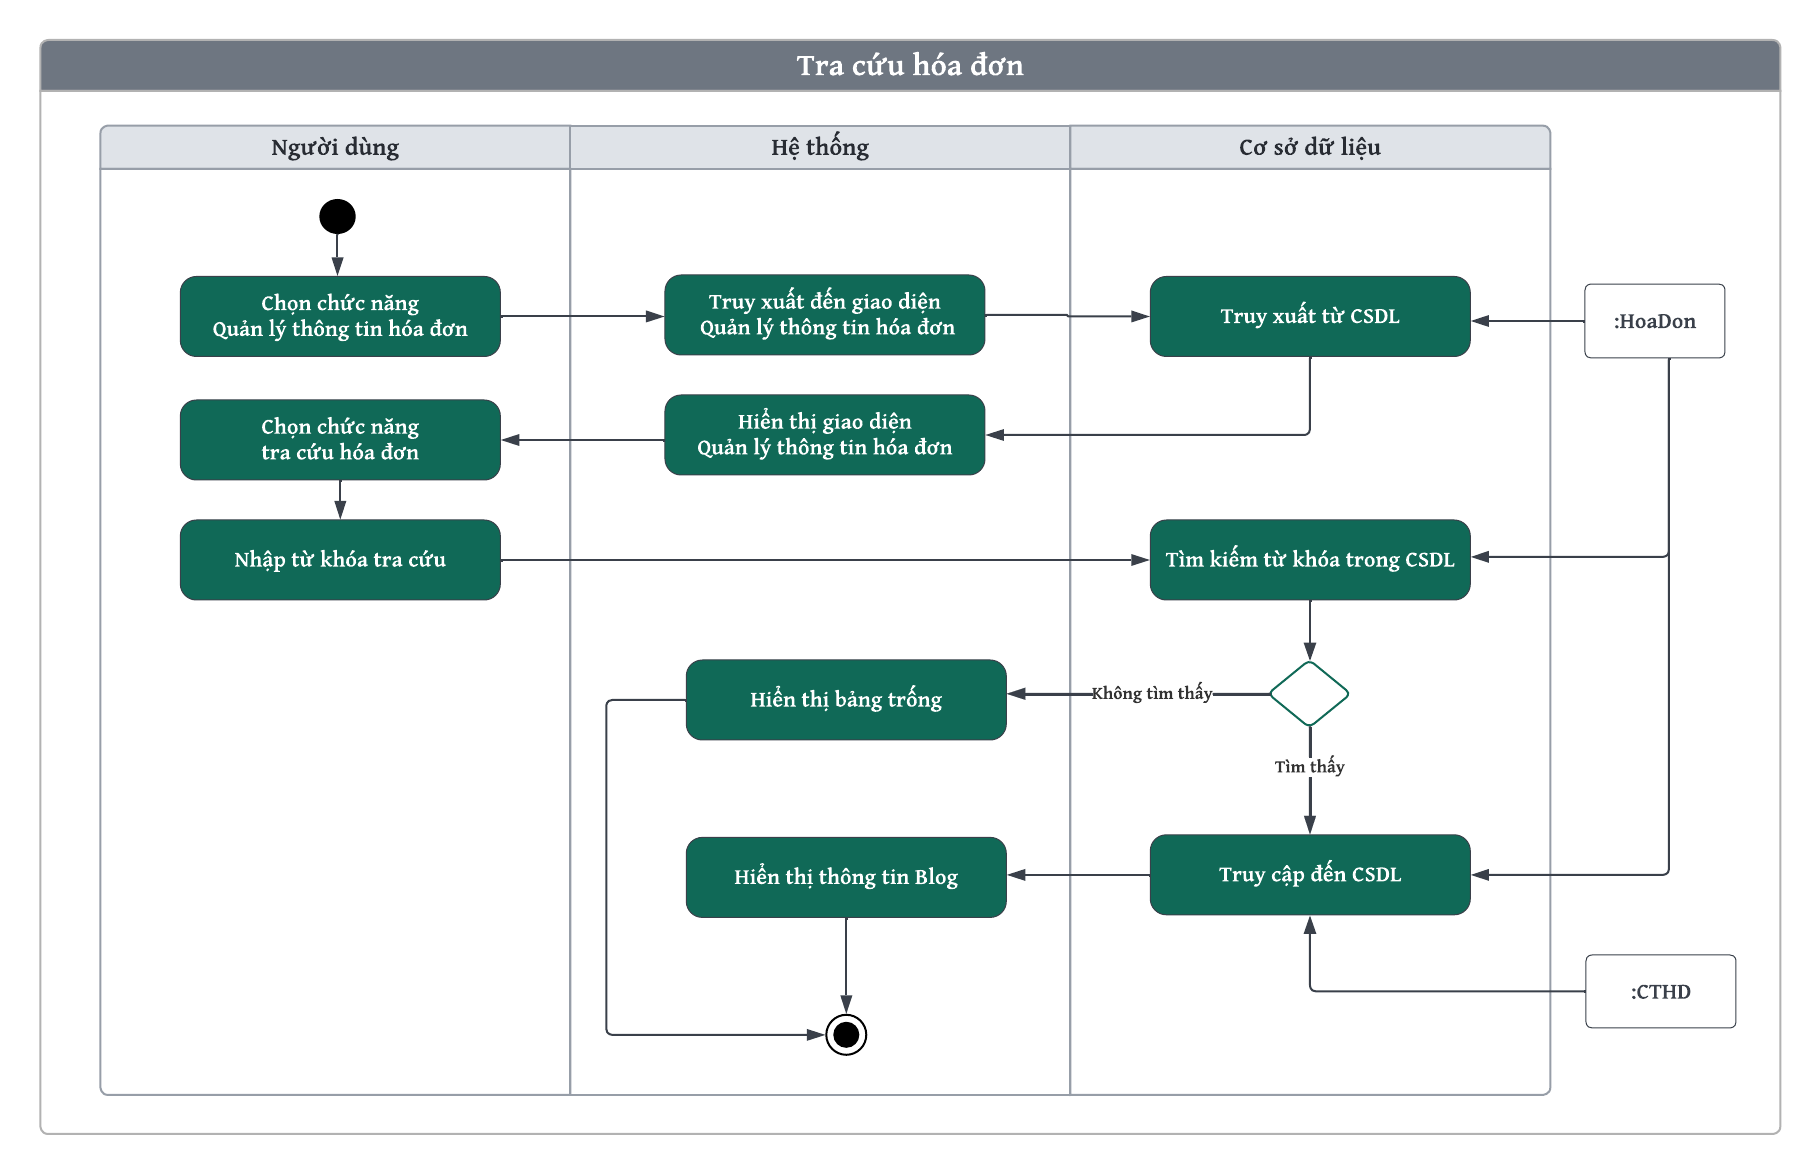 Tra cứu hóa đơn
Người dùng
Hệ thống
Cơ sở dữ liệu
Chọn chức năng
Quản lý thông tin hóa đơn
Truy xuất đến giao diện
Quản lý thông tin hóa đơn
Truy xuất từ CSDL
:HoaDon
Chọn chức năng
tra cứu hóa đơn
Hiển thị giao diện
Quản lý thông tin hóa đơn
Nhập từ khóa tra cứu
Tìm kiếm từ khóa trong CSDL
Hiển thị bảng trống
Không tìm thấy
Tìm thấy
Hiển thị thông tin Blog
Truy cập đến CSDL
:CTHD